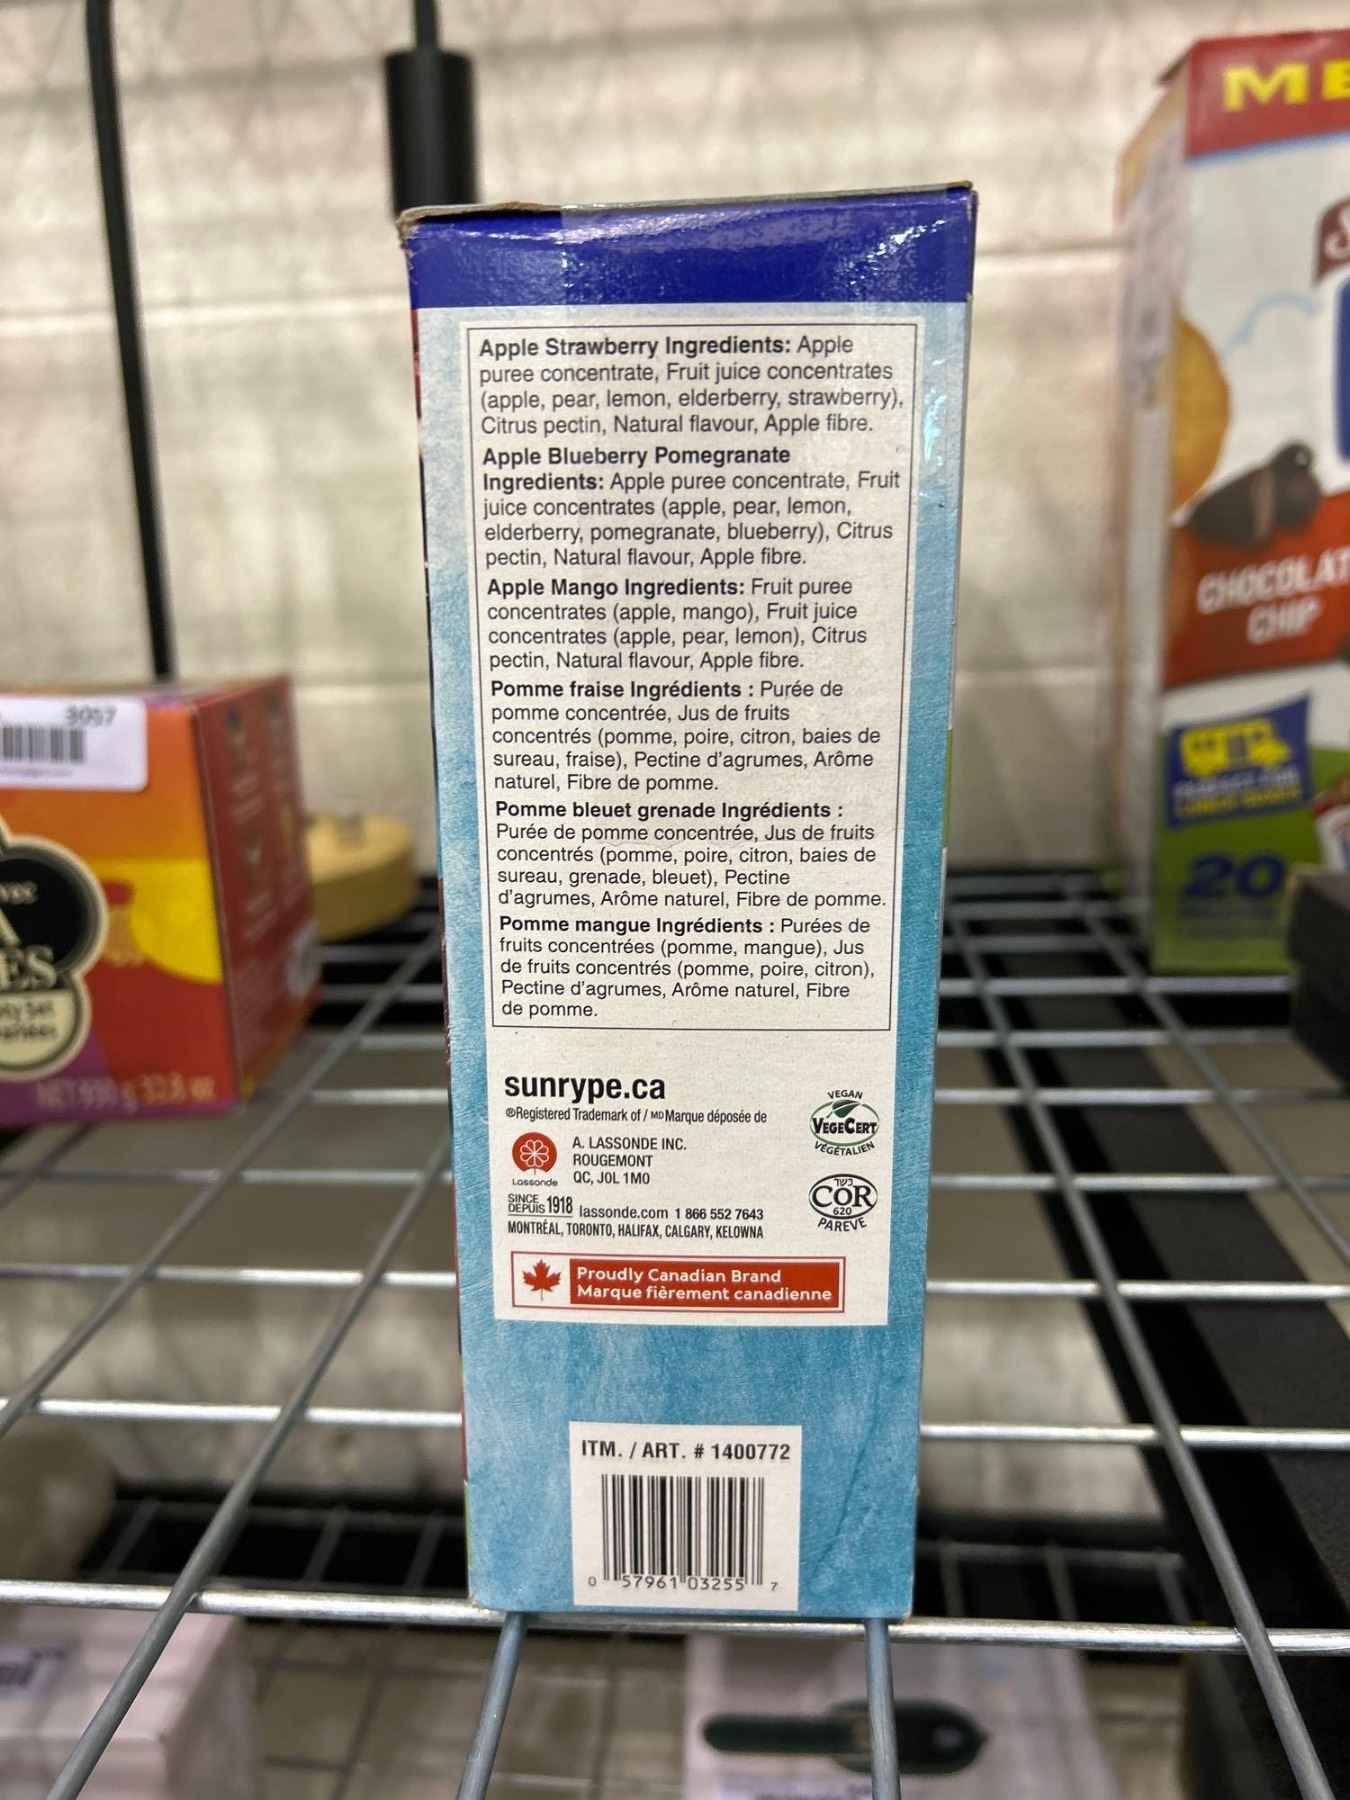 Apple Strawberry Ingredients: Apple
puree concentrate, Fruit juice concentrates
(apple, pear, lemon, elderberry, strawberry),
Citrus pectin, Natural flavour, Apple fibre.
Apple Blueberry Pomegranate
Ingredients: Apple puree concentrate, Fruit
juice concentrates (apple, pear, lemon,
elderberry, pomegranate, blueberry), Citrus
pectin, Natural flavour, Apple fibre.
Apple Mango Ingredients: Fruit puree
concentrates (apple, mango), Fruit juice
concentrates (apple, pear, lemon), Citrus
pectin, Natural flavour, Apple fibre.
Pomme fraise Ingrédients : Purée de
pomme concentrée, Jus de fruits
concentrés (pomme, poire, citron, baies de
sureau, fraise), Pectine d'agrumes, Arôme
naturel, Fibre de pomme.
Pomme bleuet grenade Ingrédients :
Purée de pomme concentrée, Jus de fruits
concentrés (pomme, poire, citron, baies de
sureau, grenade, bleuet), Pectine
d'agrumes, Arôme naturel, Fibre de pomme.
Pomme mangue Ingrédients : Purées de
fruits concentrées (pomme, mangue), Jus
de fruits concentrés (pomme, poire, citron),
Pectine d'agrumes, Arôme naturel, Fibre
de pomme.
sunrype.ca
®Registered Trademark of / MD Marque déposée de
A. LASSONDE INC.
ROUGEMONT
QC, J0L 1M0
Lassonde
SINCE
DEPUIS 1918 lassonde.com 1 866 552 7643
MONTRÉAL, TORONTO, HALIFAX, CALGARY, KELOWNA
VEGAN
VEGECERT
VÉGÉTALIEN
כשר
COR
620
PAREVE
Proudly Canadian Brand
Marque fièrement canadienne
ITM. / ART. # 1400772
0 57961 03255 7
3057
ES
ME
CHOCOLAT
CHIP
20